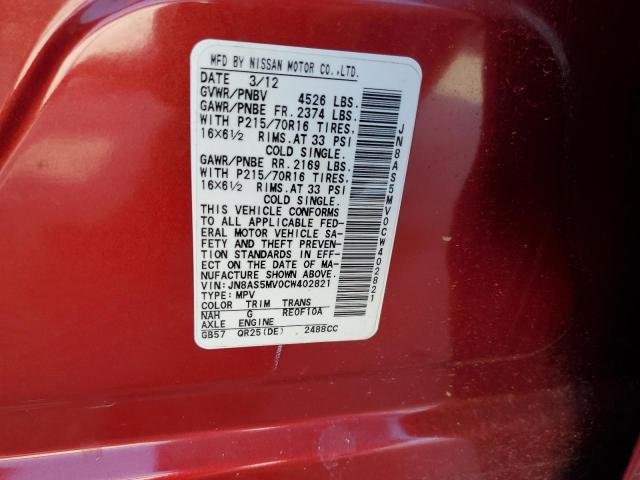 MFD BY NISSAN MOTOR CO.,LTD.
DATE 3/12
GVWR/PNBV 4526 LBS.
GAWR/PNBE FR. 2374 LBS.
WITH P215/70R16 TIRES,
16X6½ RIMS.AT 33 PSI
COLD SINGLE.
GAWR/PNBE RR. 2169 LBS.
WITH P215/70R16 TIRES,
16X6½ RIMS.AT 33 PSI
COLD SINGLE.
THIS VEHICLE CONFORMS
TO ALL APPLICABLE FED-
ERAL MOTOR VEHICLE SA-
FETY AND THEFT PREVEN-
TION STANDARDS IN EFF-
ECT ON THE DATE OF MA-
NUFACTURE SHOWN ABOVE.
VIN:JN8AS5MV0CW402821
TYPE:MPV
COLOR TRIM TRANS
NAH G RE0F10A
AXLE ENGINE
GB57 QR25(DE) 2488CC
JN8AS5MV0CW402821